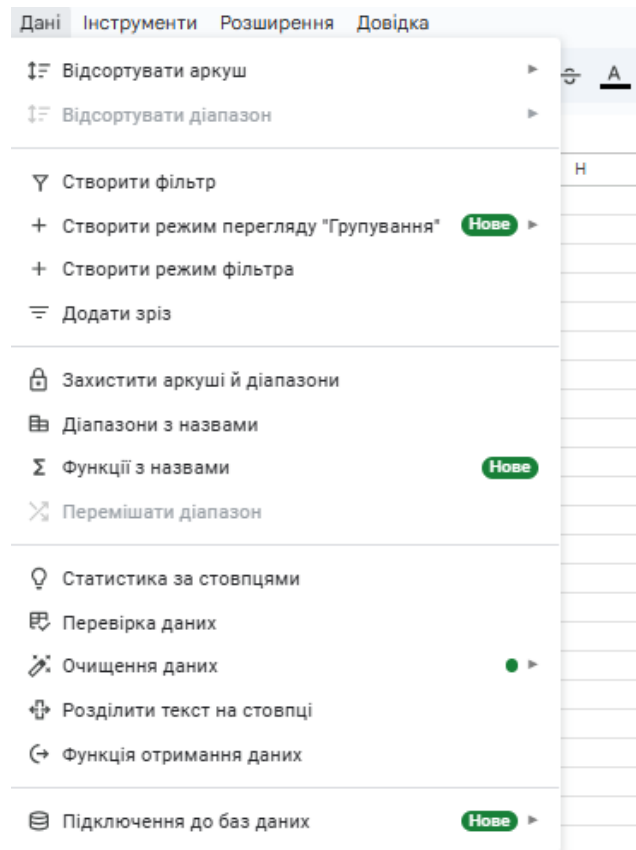 Дані Інструменти Розширення Довідка
Відсортувати аркуш
A
Відсортувати діапазон
H
Створити фільтр
Створити режим перегляду "Групування" Нове
Створити режим фільтра
Додати зріз
Захистити аркуші й діапазони
Діапазони з назвами
Функції з назвами Нове
Перемішати діапазон
Статистика за стовпцями
Перевірка даних
Очищення даних
Розділити текст на стовпці
Функція отримання даних
Підключення до баз даних Нове